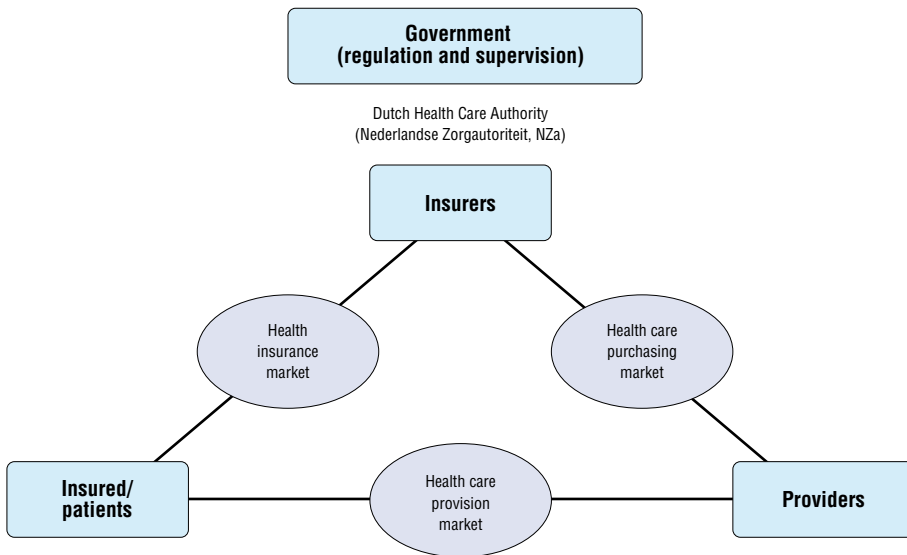 Government
(regulation and supervision)
Dutch Health Care Authority
(Nederlandse Zorgautoriteit, NZa)
Insurers
Health
insurance
market
Health care
purchasing
market
Insured/
patients
Health care
provision
market
Providers